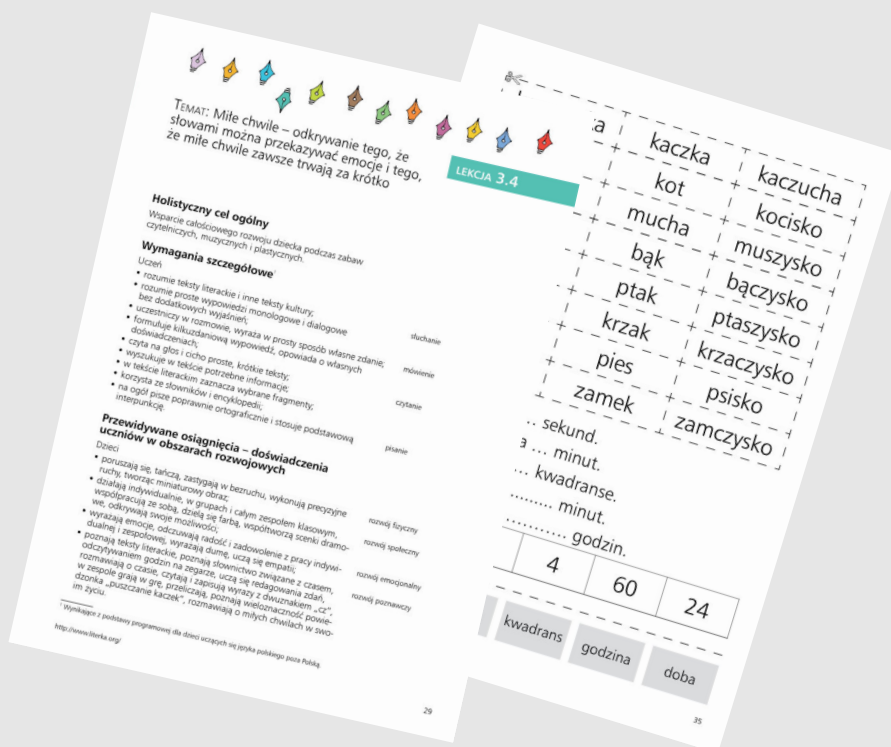 TEMAT: Miłe chwile – odkrywanie tego, że
słowami można przekazywać emocje i tego,
że miłe chwile zawsze trwają za krótko
LEKCJA 3.4
Holistyczny cel ogólny
Wsparcie całościowego rozwoju dziecka podczas zabaw
czytelniczych, muzycznych i plastycznych.
Wymagania szczegółowe¹
Uczeń
• rozumie teksty literackie i inne teksty kultury;
• rozumie proste wypowiedzi monologowe i dialogowe
bez dodatkowych wyjaśnień;
słuchanie
• uczestniczy w rozmowie, wyraża w prosty sposób własne zdanie;
• formułuje kilkuzdaniową wypowiedź, opowiada o własnych
doświadczeniach;
mówienie
• czyta na głos i cicho proste, krótkie teksty;
• wyszukuje w tekście potrzebne informacje;
• w tekście literackim zaznacza wybrane fragmenty;
• korzysta ze słowników i encyklopedii;
czytanie
• na ogół pisze poprawnie ortograficznie i stosuje podstawową
interpunkcję.
pisanie
Przewidywane osiągnięcia – doświadczenia
uczniów w obszarach rozwojowych
Dzieci
• poruszają się, tańczą, zastygają w bezruchu, wykonują precyzyjne
ruchy, tworząc miniaturowy obraz;
rozwój fizyczny
• działają indywidualnie, w grupach i całym zespołem klasowym,
współpracują ze sobą, dzielą się farbą, współtworzą scenki dramo-
we, odkrywają swoje możliwości;
rozwój społeczny
• wyrażają emocje, odczuwają radość i zadowolenie z pracy indywi-
dualnej i zespołowej, wyrażają dumę, uczą się empatii;
rozwój emocjonalny
• poznają teksty literackie, poznają słownictwo związane z czasem,
odczytywaniem godzin na zegarze, uczą się redagowania zdań,
rozmawiają o czasie, czytają i zapisują wyrazy z dwuznakiem „cz”,
w zespole grają w grę, przeliczają, poznają wieloznaczność powie-
dzonka „puszczanie kaczek”, rozmawiają o miłych chwilach w swo-
im życiu.
rozwój poznawczy
¹ Wynikające z podstawy programowej dla dzieci uczących się języka polskiego poza Polską.
http://www.literka.org/
29
a kaczka kaczucha
kot kocisko
mucha muszysko
bąk bączysko
ptak ptaszysko
krzak krzaczysko
pies psisko
zamek zamczysko
.. sekund.
a ... minut.
... kwadranse.
......... minut.
............ godzin.
4 60 24
kwadrans godzina doba
35